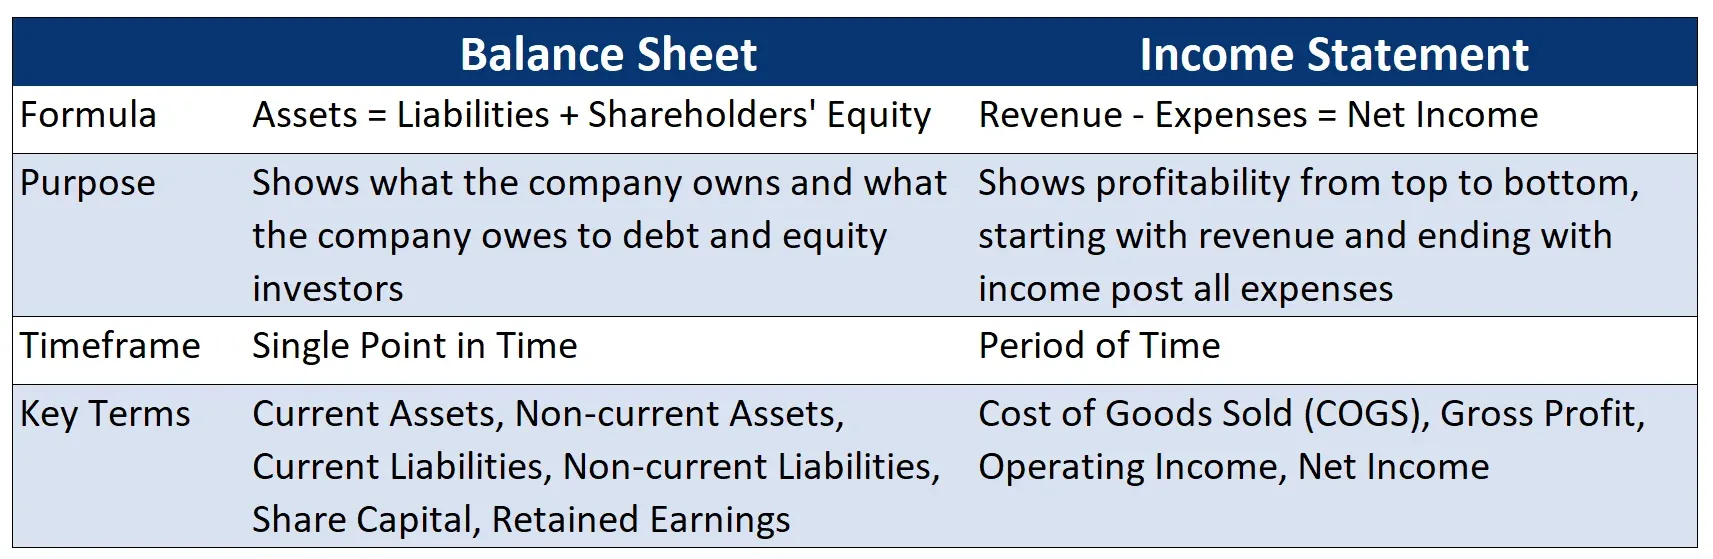 Balance Sheet Income Statement
Formula Assets = Liabilities + Shareholders' Equity Revenue - Expenses = Net Income
Purpose Shows what the company owns and what Shows profitability from top to bottom,
the company owes to debt and equity starting with revenue and ending with
investors income post all expenses
Timeframe Single Point in Time Period of Time
Key Terms Current Assets, Non-current Assets, Cost of Goods Sold (COGS), Gross Profit,
Current Liabilities, Non-current Liabilities, Operating Income, Net Income
Share Capital, Retained Earnings